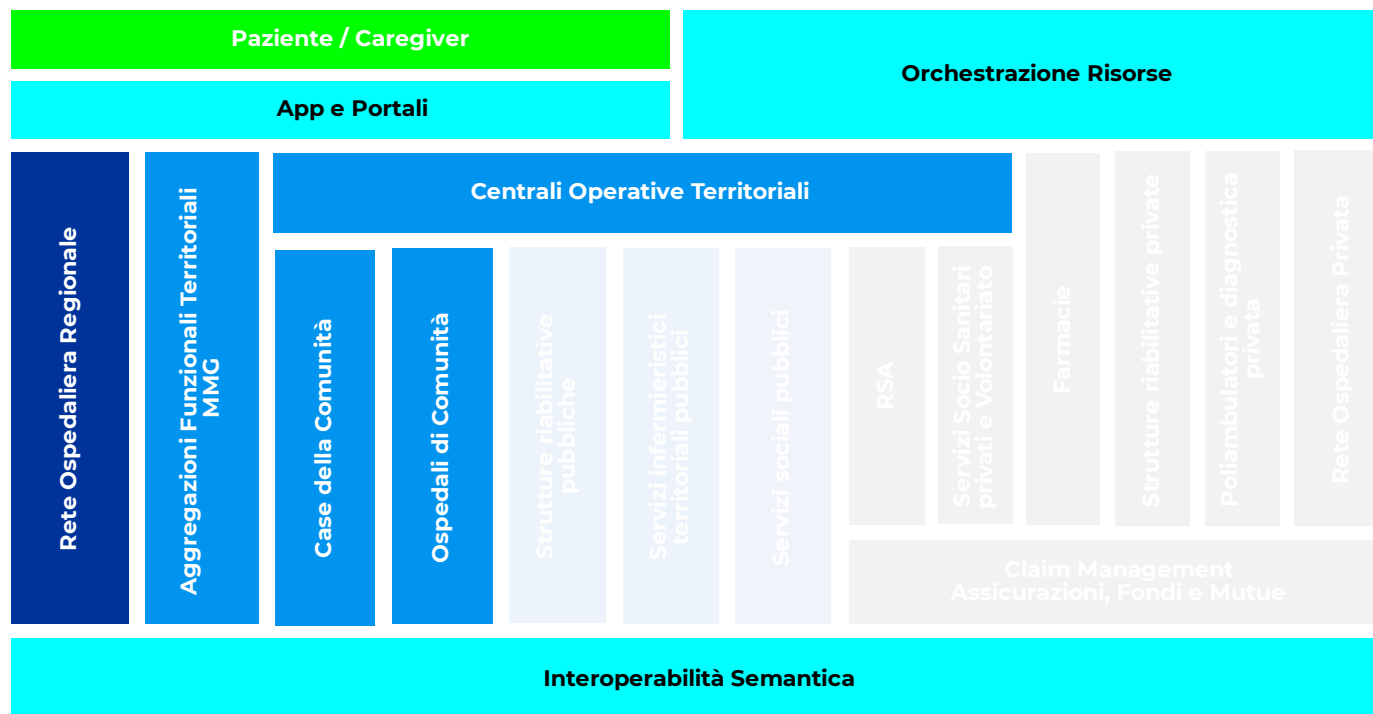 Paziente / Caregiver
Orchestrazione Risorse
App e Portali
Rete Ospedaliera Regionale
Aggregazioni Funzionali Territoriali
MMG
Centrali Operative Territoriali
Case della Comunità
Ospedali di Comunità
Strutture riabilitative
pubbliche
Servizi infermieristici
territoriali pubblici
Servizi sociali pubblici
RSA
Servizi Socio Sanitari
privati e Volontariato
Farmacie
Strutture riabilitative private
Poliambulatori e diagnostica
privata
Rete Ospedaliera Privata
Claim Management
Assicurazioni, Fondi e Mutue
Interoperabilità Semantica